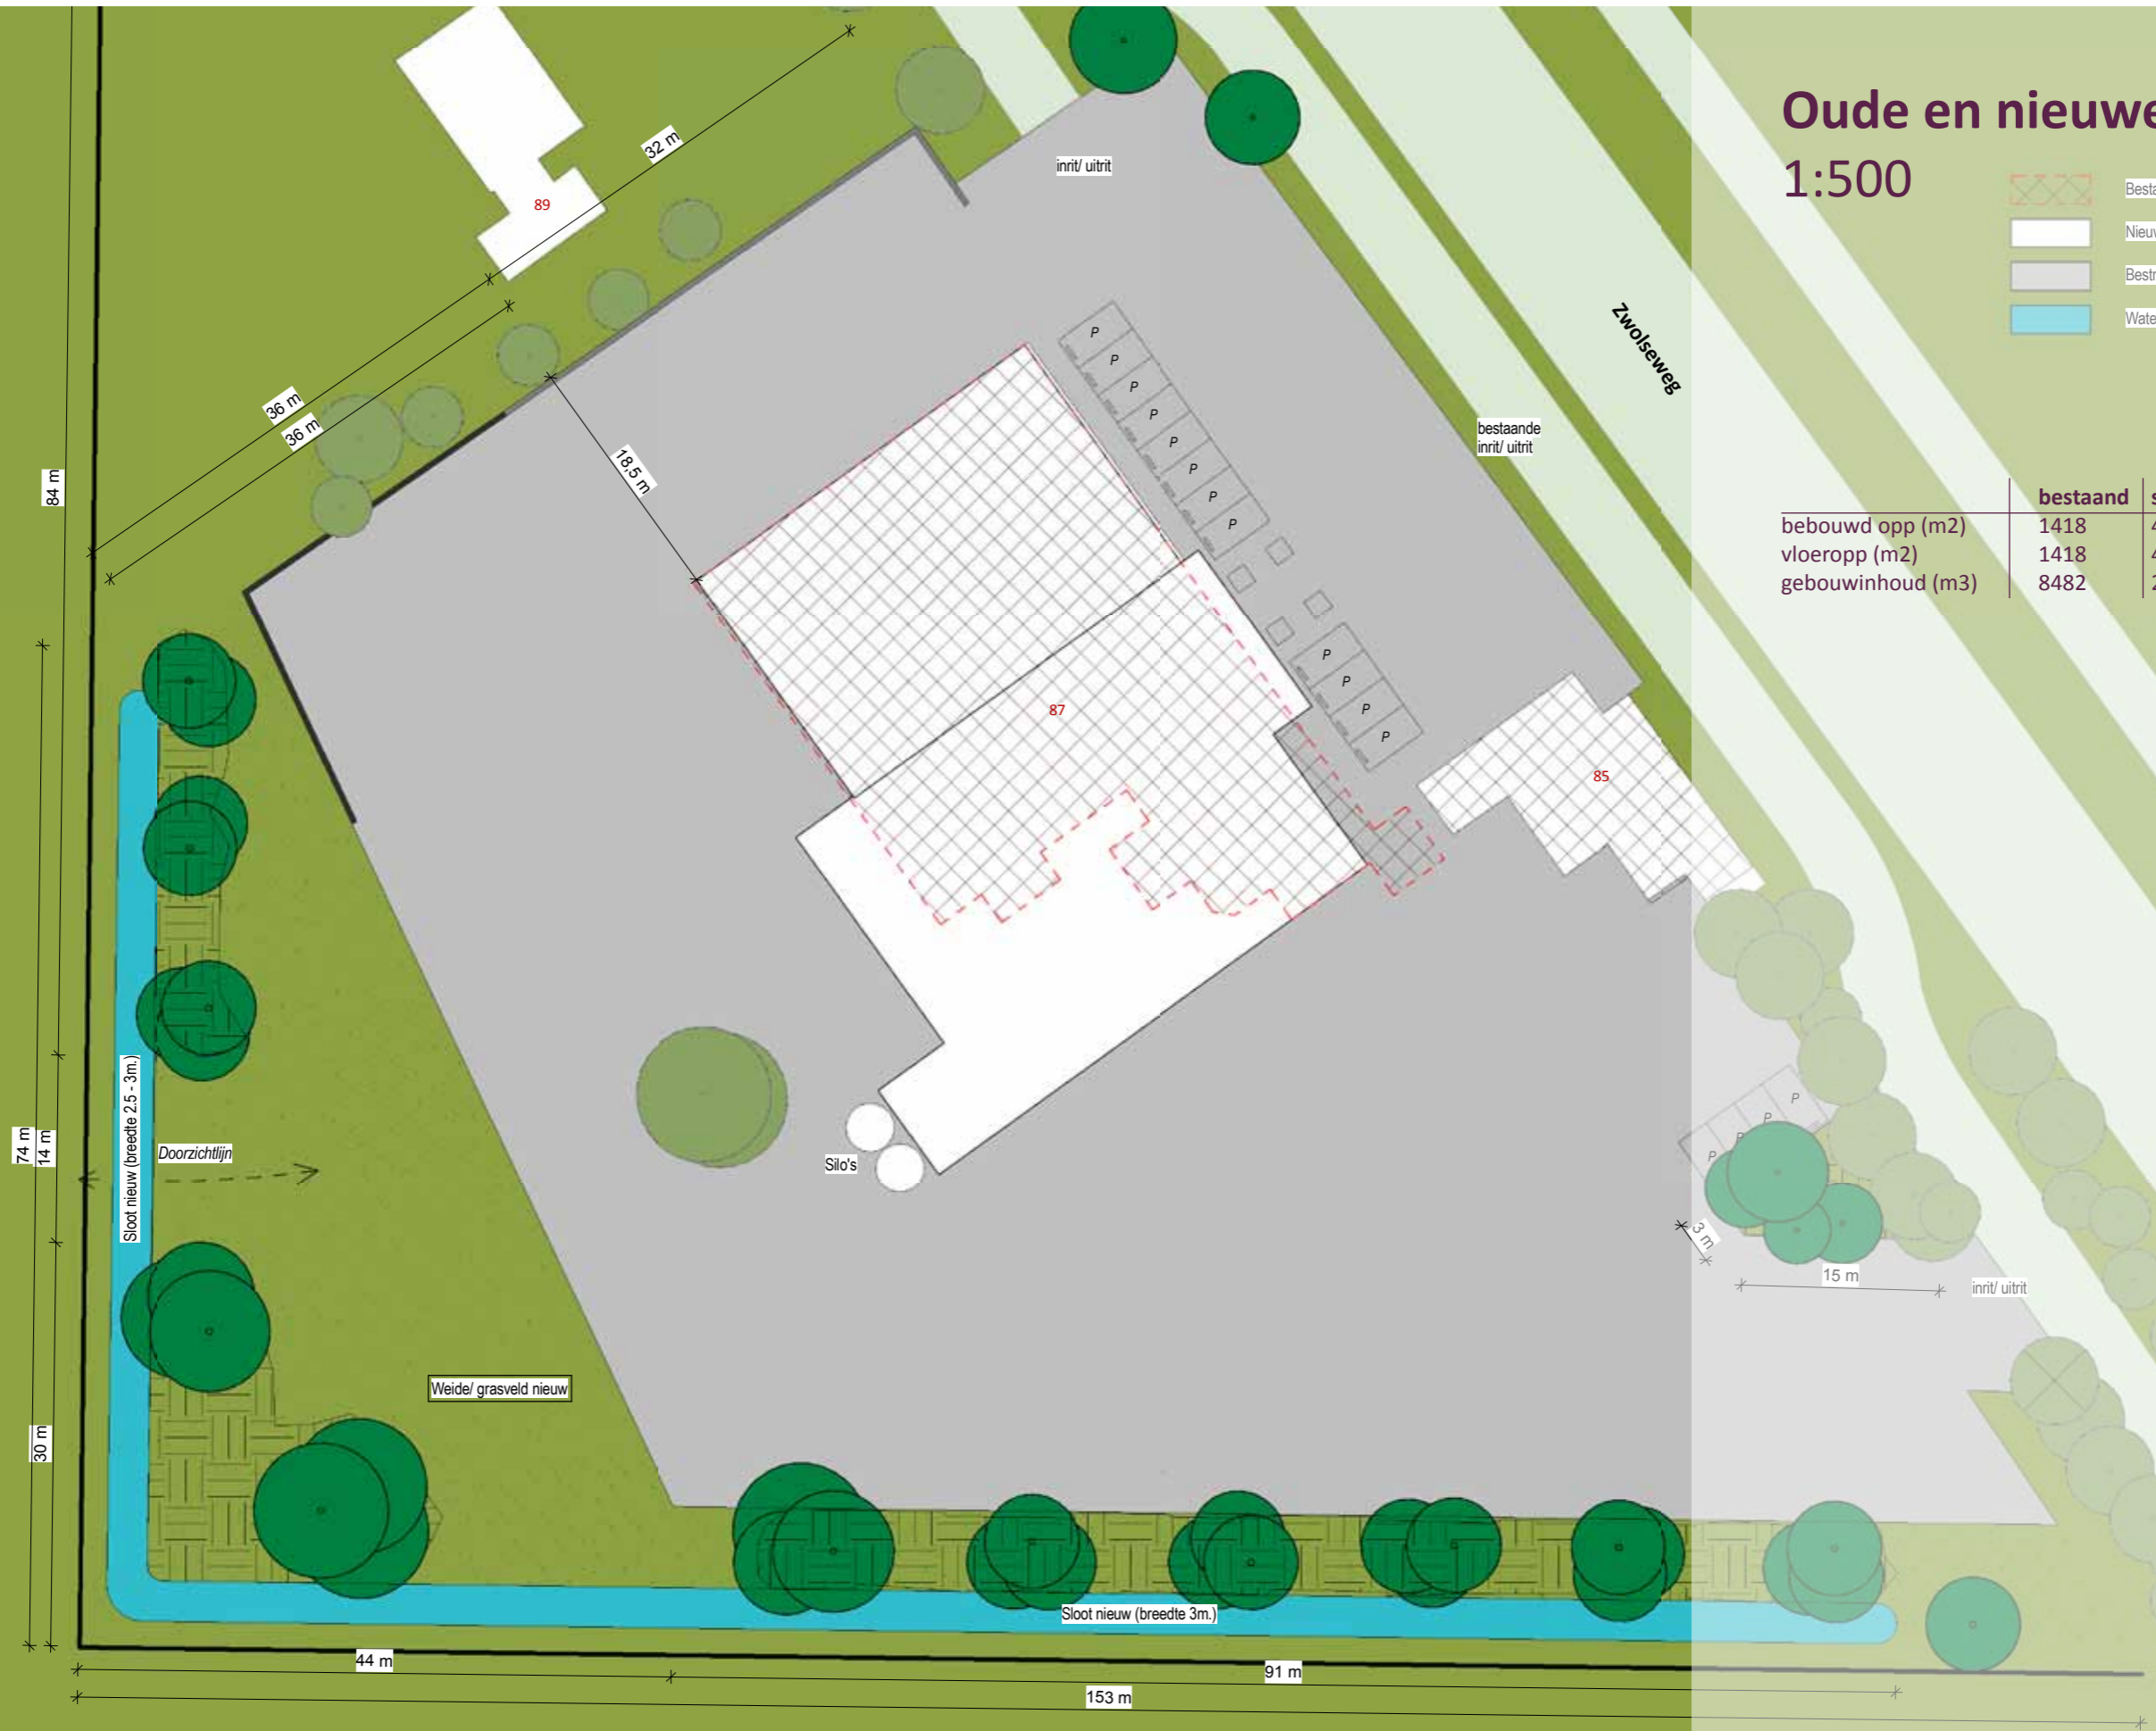 Oude en nieuwe
1:500
bestaand
bebouwd opp (m2) 1418
vloeropp (m2) 1418
gebouwinhoud (m3) 8482
32 m
inrit/ uitrit
89
Zwolseweg
36 m
36 m
18,5 m
bestaande
inrit/ uitrit
84 m
P
P
P
P
P
P
P
P
P
P
P
P
87
85
Sloot nieuw (breedte 2.5 - 3m.)
Doorzichtlijn
74 m
14 m
Silo's
P
P
P
P
3 m
15 m
inrit/ uitrit
Weide/ grasveld nieuw
30 m
Sloot nieuw (breedte 3m.)
44 m
91 m
153 m